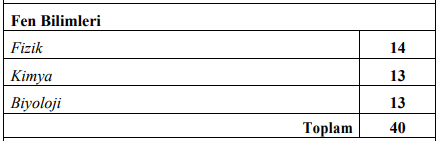 Fen Bilimleri
Fizik 14
Kimya 13
Biyoloji 13
Toplam 40